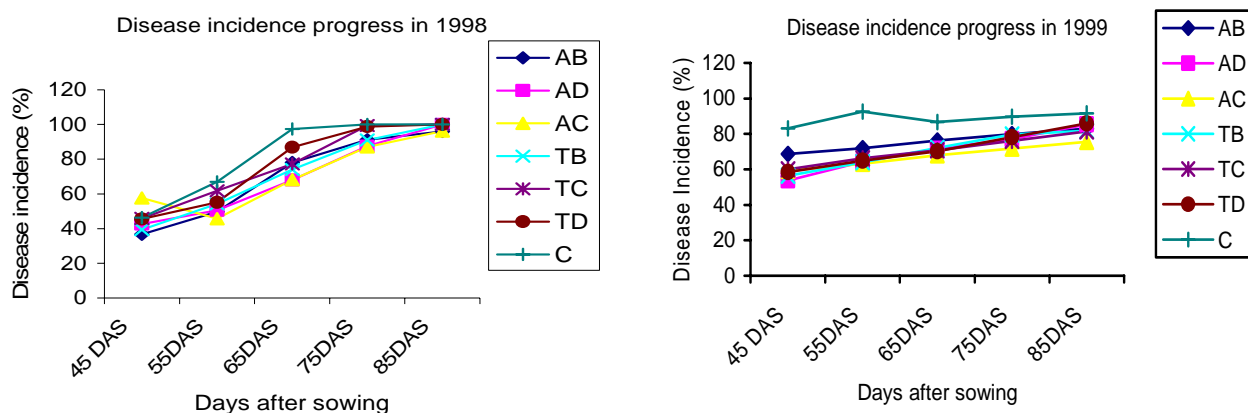 Disease incidence progress in 1998
Disease incidence (%)
120
100
80
60
40
20
0
45 DAS
55DAS
65DAS
75DAS
85DAS
Days after sowing
AB
AD
AC
TB
TC
TD
C
Disease incidence progress in 1999
Disease Incidence (%)
120
100
80
60
40
20
0
45 DAS
55DAS
65DAS
75DAS
85DAS
Days after sowing
AB
AD
AC
TB
TC
TD
C